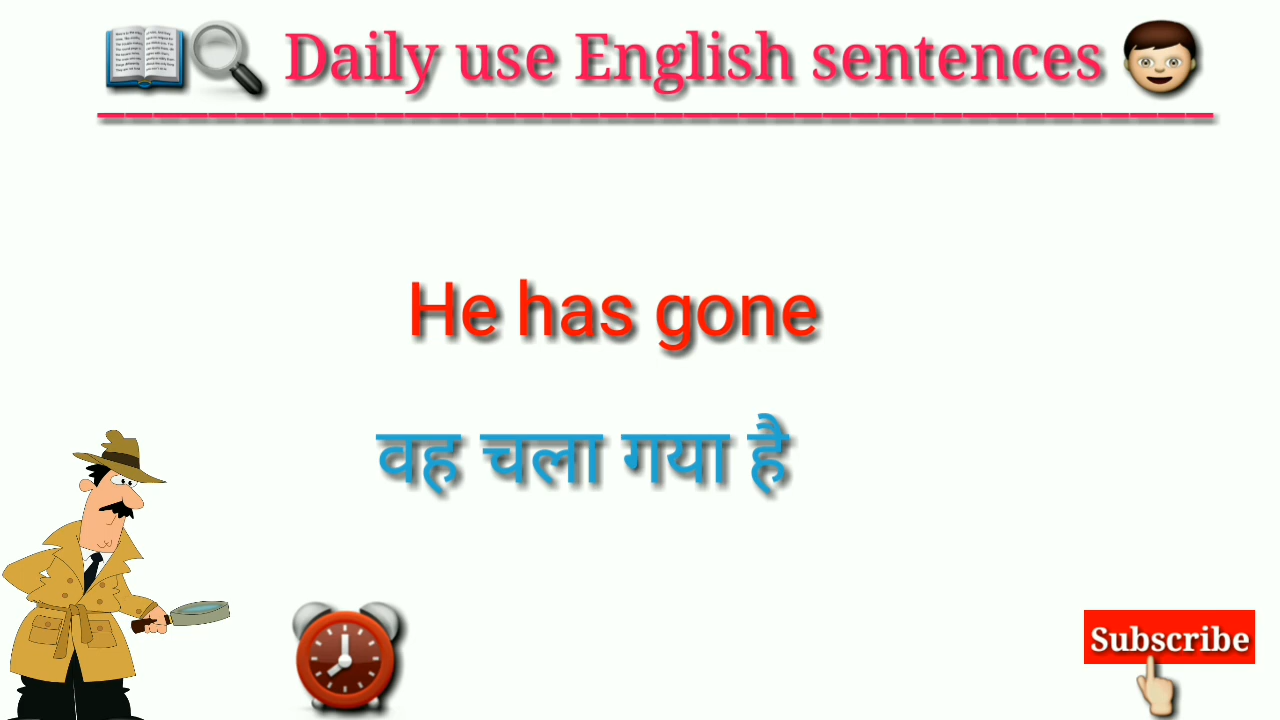 Daily use English sentences
He has gone
वह चला गया है
Subscribe